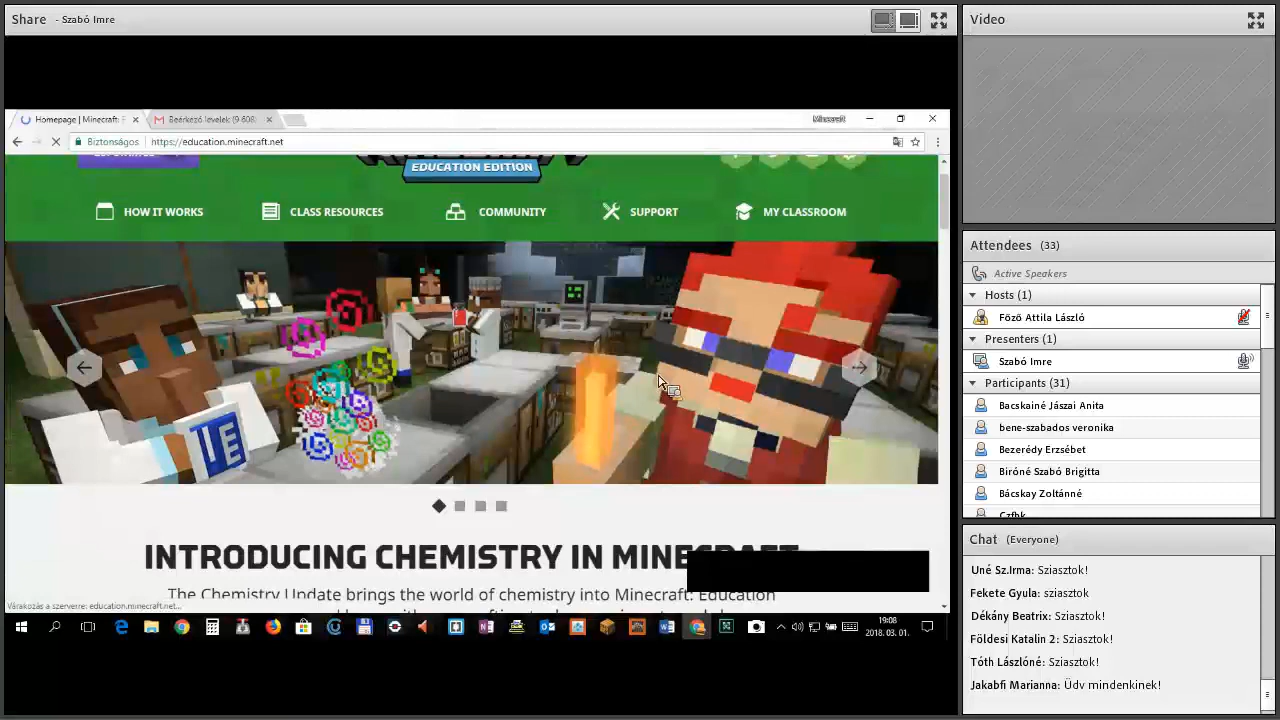 Share - Szabó Imre
Homepage | Minecraft: E
Beérkező levelek (9 608)
Minecraft
Biztonságos https://education.minecraft.net
EDUCATION EDITION
HOW IT WORKS CLASS RESOURCES COMMUNITY SUPPORT MY CLASSROOM
INTRODUCING CHEMISTRY IN MINECRAFT
The Chemistry Update brings the world of chemistry into Minecraft: Education
Várakozás a szerverre: education.minecraft.net...
19:08
2018. 03. 01.
Video
Attendees (33)
Active Speakers
Hosts (1)
Főző Attila László
Presenters (1)
Szabó Imre
Participants (31)
Bacskainé Jászai Anita
bene-szabados veronika
Bezerédy Erzsébet
Biróné Szabó Brigitta
Bácskay Zoltánné
Chat (Everyone)
Uné Sz.Irma: Sziasztok!
Fekete Gyula: sziasztok
Dékány Beatrix: Sziasztok!
Földesi Katalin 2: Sziasztok!
Tóth Lászlóné: Sziasztok!
Jakabfi Marianna: Üdv mindenkinek!